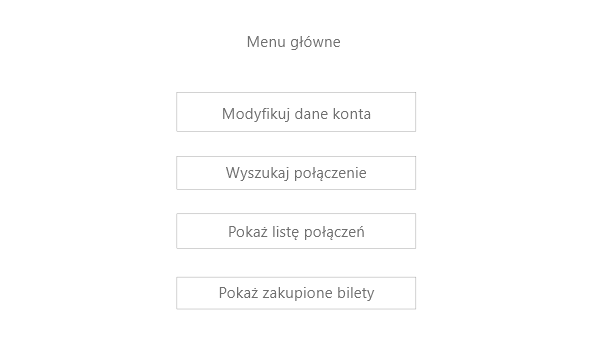 Menu główne
Modyfikuj dane konta
Wyszukaj połączenie
Pokaż listę połączeń
Pokaż zakupione bilety